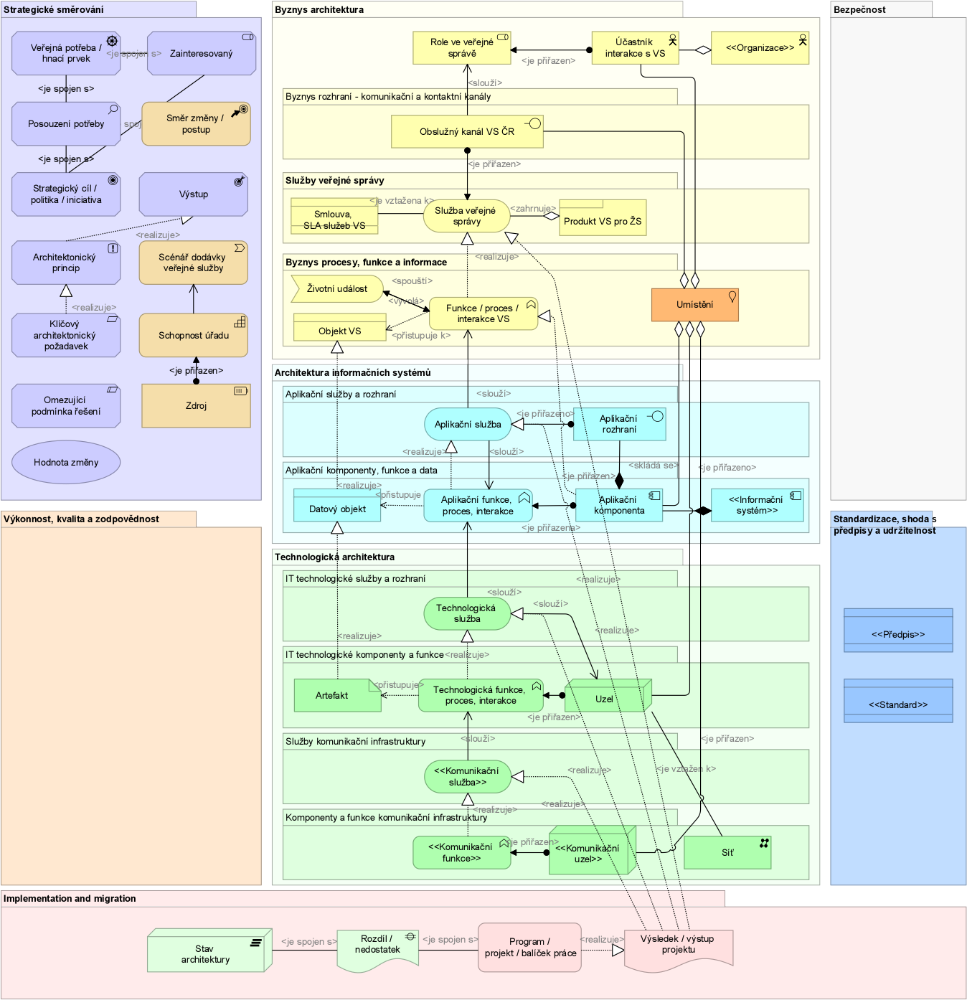 Strategické směrování
Veřejná potřeba /
hnací prvek
<je spojen s>
Zainteresovaný
<je spojen s>
Posouzení potřeby
spoj
Směr změny /
postup
<je spojen s>
Strategický cíl /
politika / iniciativa
Výstup
<realizuje>
Architektonický
princip
Scénář dodávky
veřejné služby
<realizuje>
Klíčový
architektonický
požadavek
Schopnost úřadu
<je přiřazen>
Omezující
podmínka řešení
Zdroj
Hodnota změny
Výkonnost, kvalita a zodpovědnost
Byznys architektura
Role ve veřejné
správě
<je přiřazen>
Účastník
interakce s VS
<<Organizace>>
<slouží>
Byznys rozhraní - komunikační a kontaktní kanály
Obslužný kanál VS ČR
<je přiřazen>
Služby veřejné správy
Smlouva,
SLA služeb VS
<je vztažena k>
Služba veřejné
správy
<zahrnuje>
Produkt VS pro ŽS
<realizuje>
Byznys procesy, funkce a informace
Životní událost
<spouští>
<vyvolá>
Funkce / proces /
interakce VS
Objekt VS
<přistupuje k>
Umístění
Architektura informačních systémů
Aplikační služby a rozhraní
<slouží>
Aplikační služba
<je přiřazeno>
Aplikační
rozhraní
<realizuje>
<slouží>
<skládá se>
<je přiřazeno>
Aplikační komponenty, funkce a data
<je přiřazen>
<realizuje>
Datový objekt
<přistupuje
Aplikační funkce,
proces, interakce
Aplikační
komponenta
<<Informační
systém>>
<je přiřazena>
Technologická architektura
IT technologické služby a rozhraní
<realizuje>
<slouží>
Technologická
služba
<slouží>
<realizuje>
<realizuje>
IT technologické komponenty a funkce
<realizuje>
Artefakt
<přistupuje>
Technologická funkce,
proces, interakce
Uzel
<je přiřazen>
Služby komunikační infrastruktury
<slouží>
<je přiřazen>
<<Komunikační
služba>>
<realizuje>
<je vztažen k>
<realizuje>
<realizuje>
Komponenty a funkce komunikační infrastruktury
<<Komunikační
funkce>>
je přiřazen>
<<Komunikační
uzel>>
Síť
Bezpečnost
Standardizace, shoda s
předpisy a udržitelnost
<<Předpis>>
<<Standard>>
Implementation and migration
Stav
architektury
<je spojen s>
Rozdíl /
nedostatek
<je spojen s>
Program /
projekt / balíček práce
<realizuje>
Výsledek / výstup
projektu